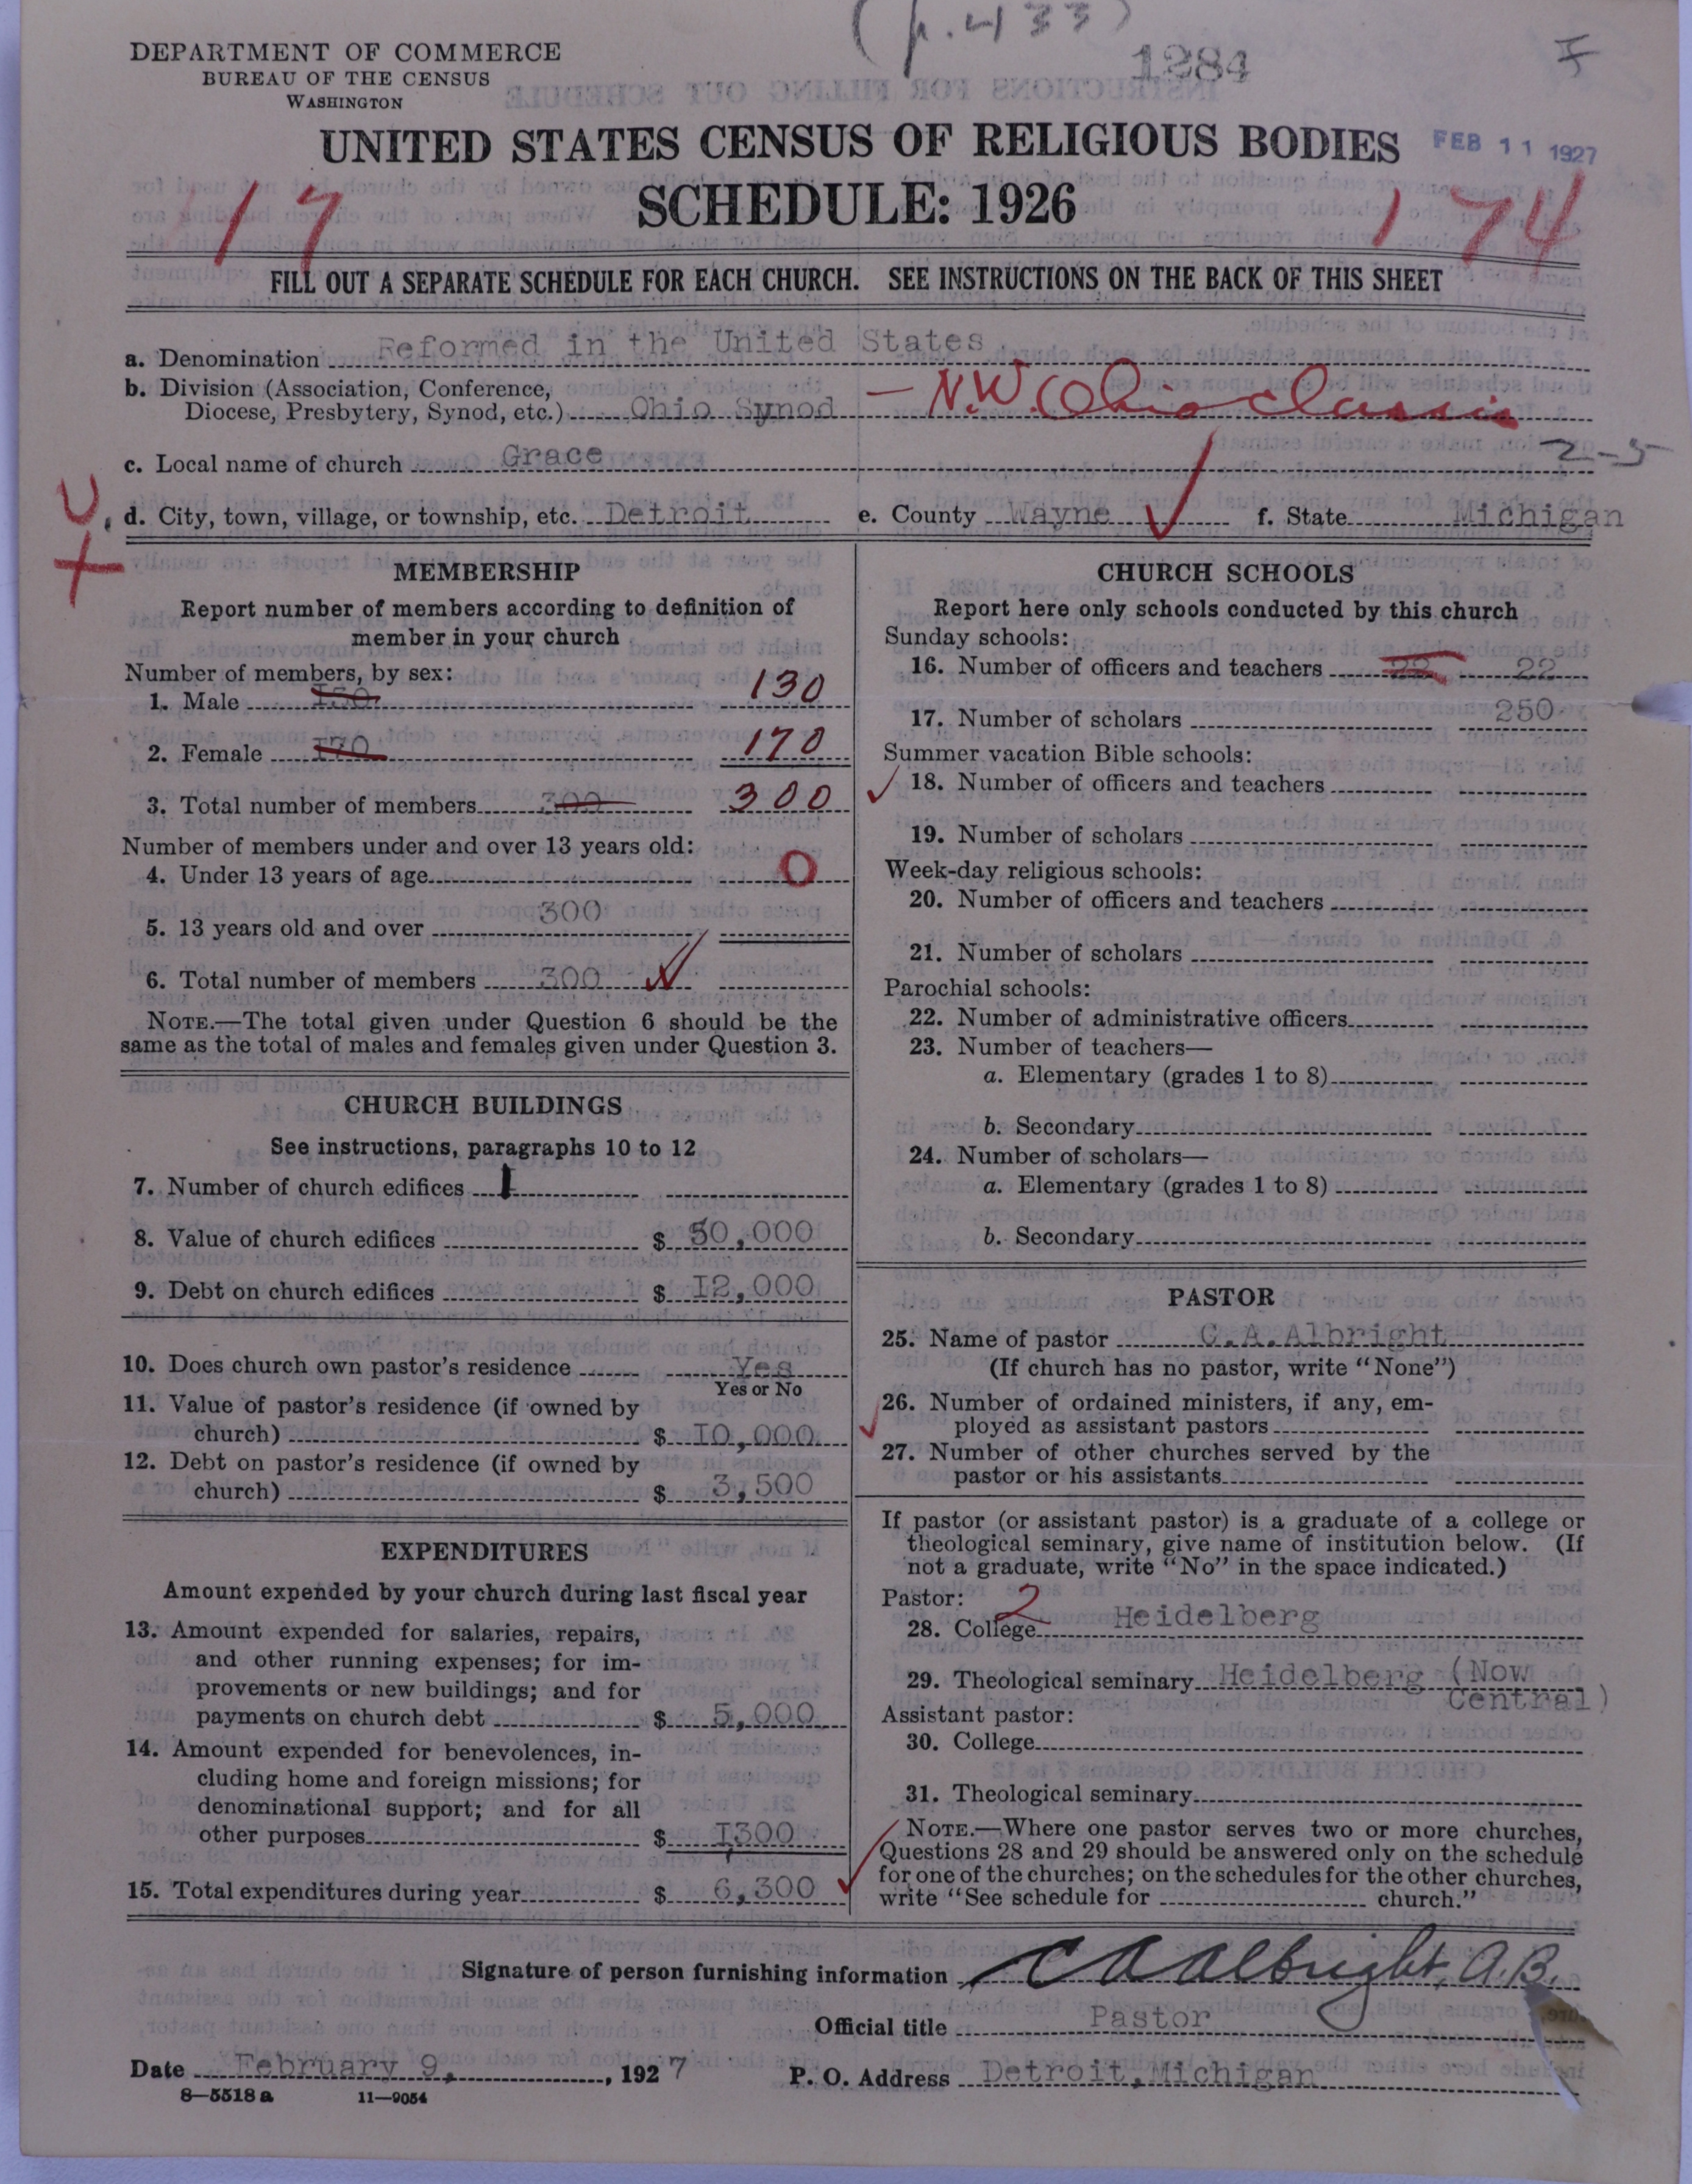 (p. 433)
1284
DEPARTMENT OF COMMERCE
BUREAU OF THE CENSUS
WASHINGTON
UNITED STATES CENSUS OF RELIGIOUS BODIES
FEB 11 1927
SCHEDULE: 1926
17
174
FILL OUT A SEPARATE SCHEDULE FOR EACH CHURCH. SEE INSTRUCTIONS ON THE BACK OF THIS SHEET
a. Denomination Reformed in the United States
b. Division (Association, Conference,
Diocese, Presbytery, Synod, etc.) Ohio Synod — N.W. Ohio Classis
c. Local name of church Grace
2-5
d. City, town, village, or township, etc. Detroit e. County Wayne f. State Michigan
MEMBERSHIP
Report number of members according to definition of
member in your church
Number of members, by sex:
1. Male 130 130
2. Female 170 170
3. Total number of members 300 300
Number of members under and over 13 years old:
4. Under 13 years of age 0
5. 13 years old and over 300
6. Total number of members 300
NOTE.—The total given under Question 6 should be the
same as the total of males and females given under Question 3.
CHURCH BUILDINGS
See instructions, paragraphs 10 to 12
7. Number of church edifices 1
8. Value of church edifices $ 50,000
9. Debt on church edifices $ 12,000
10. Does church own pastor's residence Yes
Yes or No
11. Value of pastor's residence (if owned by
church) $ 10,000
12. Debt on pastor's residence (if owned by
church) $ 3,500
EXPENDITURES
Amount expended by your church during last fiscal year
13. Amount expended for salaries, repairs,
and other running expenses; for im-
provements or new buildings; and for
payments on church debt $ 5,000
14. Amount expended for benevolences, in-
cluding home and foreign missions; for
denominational support; and for all
other purposes $ 1300
15. Total expenditures during year $ 6,300
CHURCH SCHOOLS
Report here only schools conducted by this church
Sunday schools:
16. Number of officers and teachers 22 22
17. Number of scholars 250
Summer vacation Bible schools:
18. Number of officers and teachers
19. Number of scholars
Week-day religious schools:
20. Number of officers and teachers
21. Number of scholars
Parochial schools:
22. Number of administrative officers
23. Number of teachers—
a. Elementary (grades 1 to 8)
b. Secondary
24. Number of scholars—
a. Elementary (grades 1 to 8)
b. Secondary
PASTOR
25. Name of pastor C.A.Albright
(If church has no pastor, write "None")
26. Number of ordained ministers, if any, em-
ployed as assistant pastors
27. Number of other churches served by the
pastor or his assistants
If pastor (or assistant pastor) is a graduate of a college or
theological seminary, give name of institution below. (If
not a graduate, write "No" in the space indicated.)
Pastor: 2
28. College Heidelberg
29. Theological seminary Heidelberg (Now
Central)
Assistant pastor:
30. College
31. Theological seminary
NOTE.—Where one pastor serves two or more churches,
Questions 28 and 29 should be answered only on the schedule
for one of the churches; on the schedules for the other churches,
write "See schedule for church."
Signature of person furnishing information C A Albright, A.B.
Official title Pastor
Date February 9, 1927 P. O. Address Detroit, Michigan
8—5518 a 11—9054